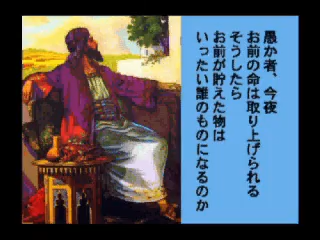 愚か者、今夜
お前の命は取り上げられる
そうしたら
お前が貯えた物は
いったい誰のものになるのか